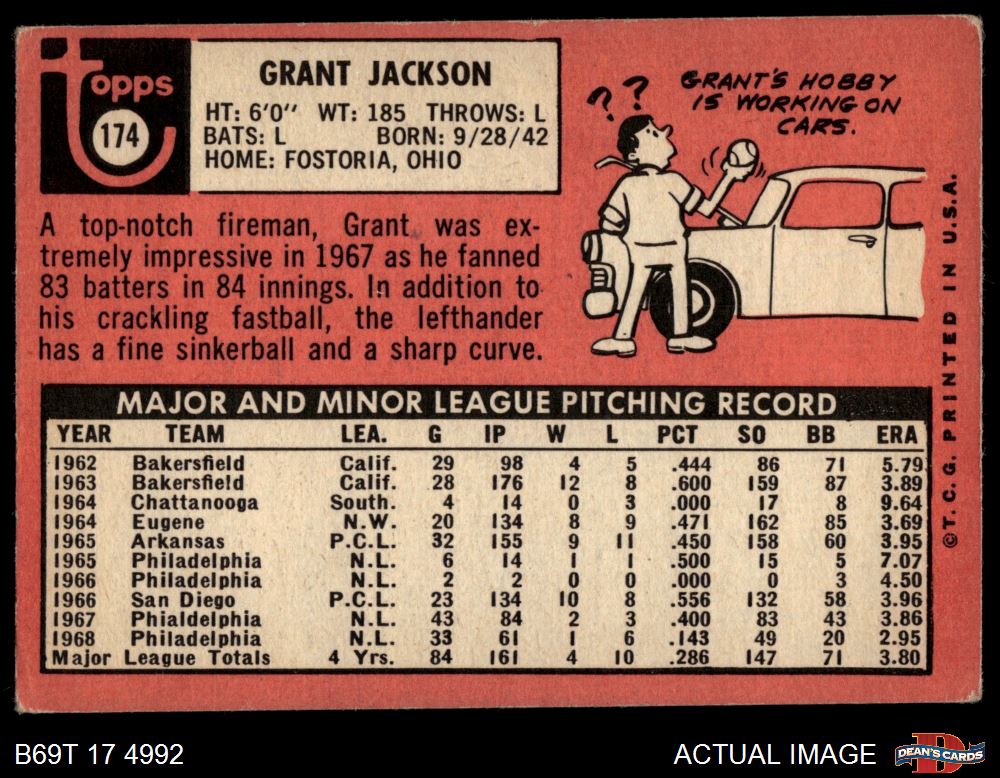 topps
174
GRANT JACKSON
HT: 6'0" WT: 185 THROWS: L
BATS: L BORN: 9/28/42
HOME: FOSTORIA, OHIO
A top-notch fireman, Grant was ex-
tremely impressive in 1967 as he fanned
83 batters in 84 innings. In addition to
his crackling fastball, the lefthander
has a fine sinkerball and a sharp curve.
? ?
GRANT'S HOBBY
IS WORKING ON
CARS.
MAJOR AND MINOR LEAGUE PITCHING RECORD
YEAR TEAM LEA. G IP W L PCT SO BB ERA
1962 Bakersfield Calif. 29 98 4 5 .444 86 71 5.79
1963 Bakersfield Calif. 28 176 12 8 .600 159 87 3.89
1964 Chattanooga South. 4 14 0 3 .000 17 8 9.64
1964 Eugene N.W. 20 134 8 9 .471 162 85 3.69
1965 Arkansas P.C.L. 32 155 9 11 .450 158 60 3.95
1965 Philadelphia N.L. 6 14 1 1 .500 15 5 7.07
1966 Philadelphia N.L. 2 2 0 0 .000 0 3 4.50
1966 San Diego P.C.L. 23 134 10 8 .556 132 58 3.96
1967 Phialdelphia N.L. 43 84 2 3 .400 83 43 3.86
1968 Philadelphia N.L. 33 61 1 6 .143 49 20 2.95
Major League Totals 4 Yrs. 84 161 4 10 .286 147 71 3.80
©T. C. G. PRINTED IN U.S.A.
B69T 17 4992
ACTUAL IMAGE
DEAN'S CARDS